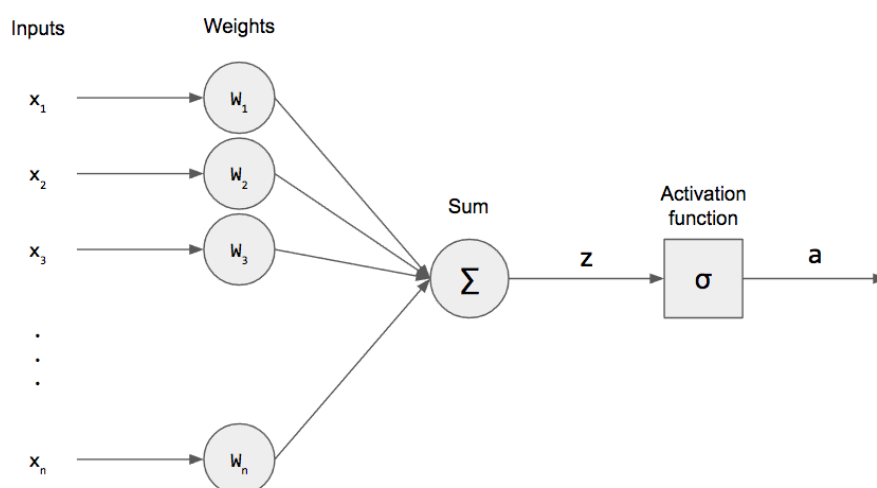 Inputs
Weights
x₁
W₁
x₂
W₂
x₃
W₃
.
.
.
xₙ
Wₙ
Sum
Σ
z
Activation
function
σ
a